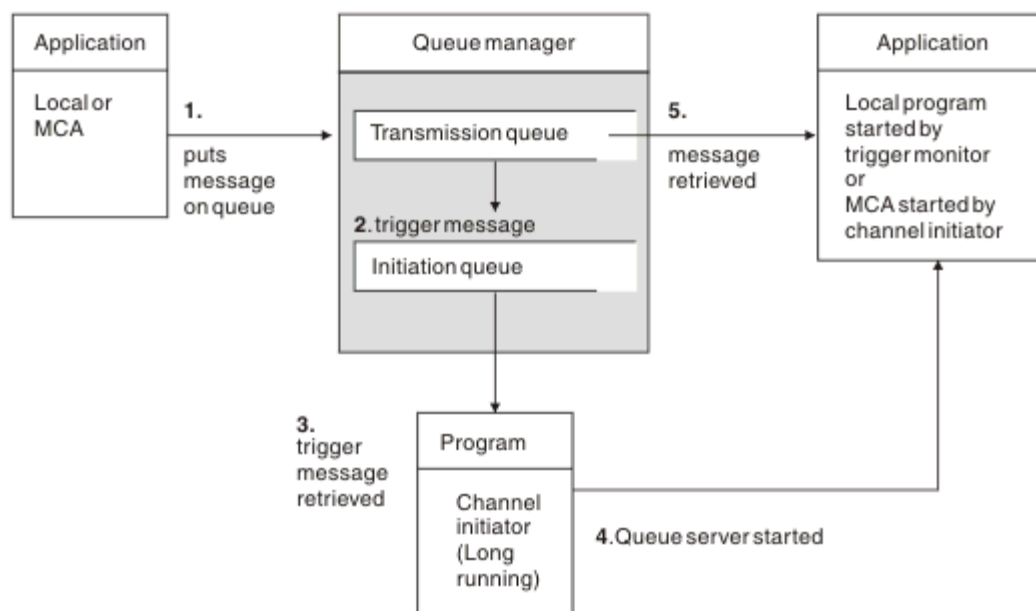 Application
Local or
MCA
1.
puts
message
on queue
Queue manager
Transmission queue
2. trigger message
Initiation queue
5.
message
retrieved
Application
Local program
started by
trigger monitor
or
MCA started by
channel initiator
3.
trigger
message
retrieved
Program
Channel
initiator
(Long
running)
4. Queue server started